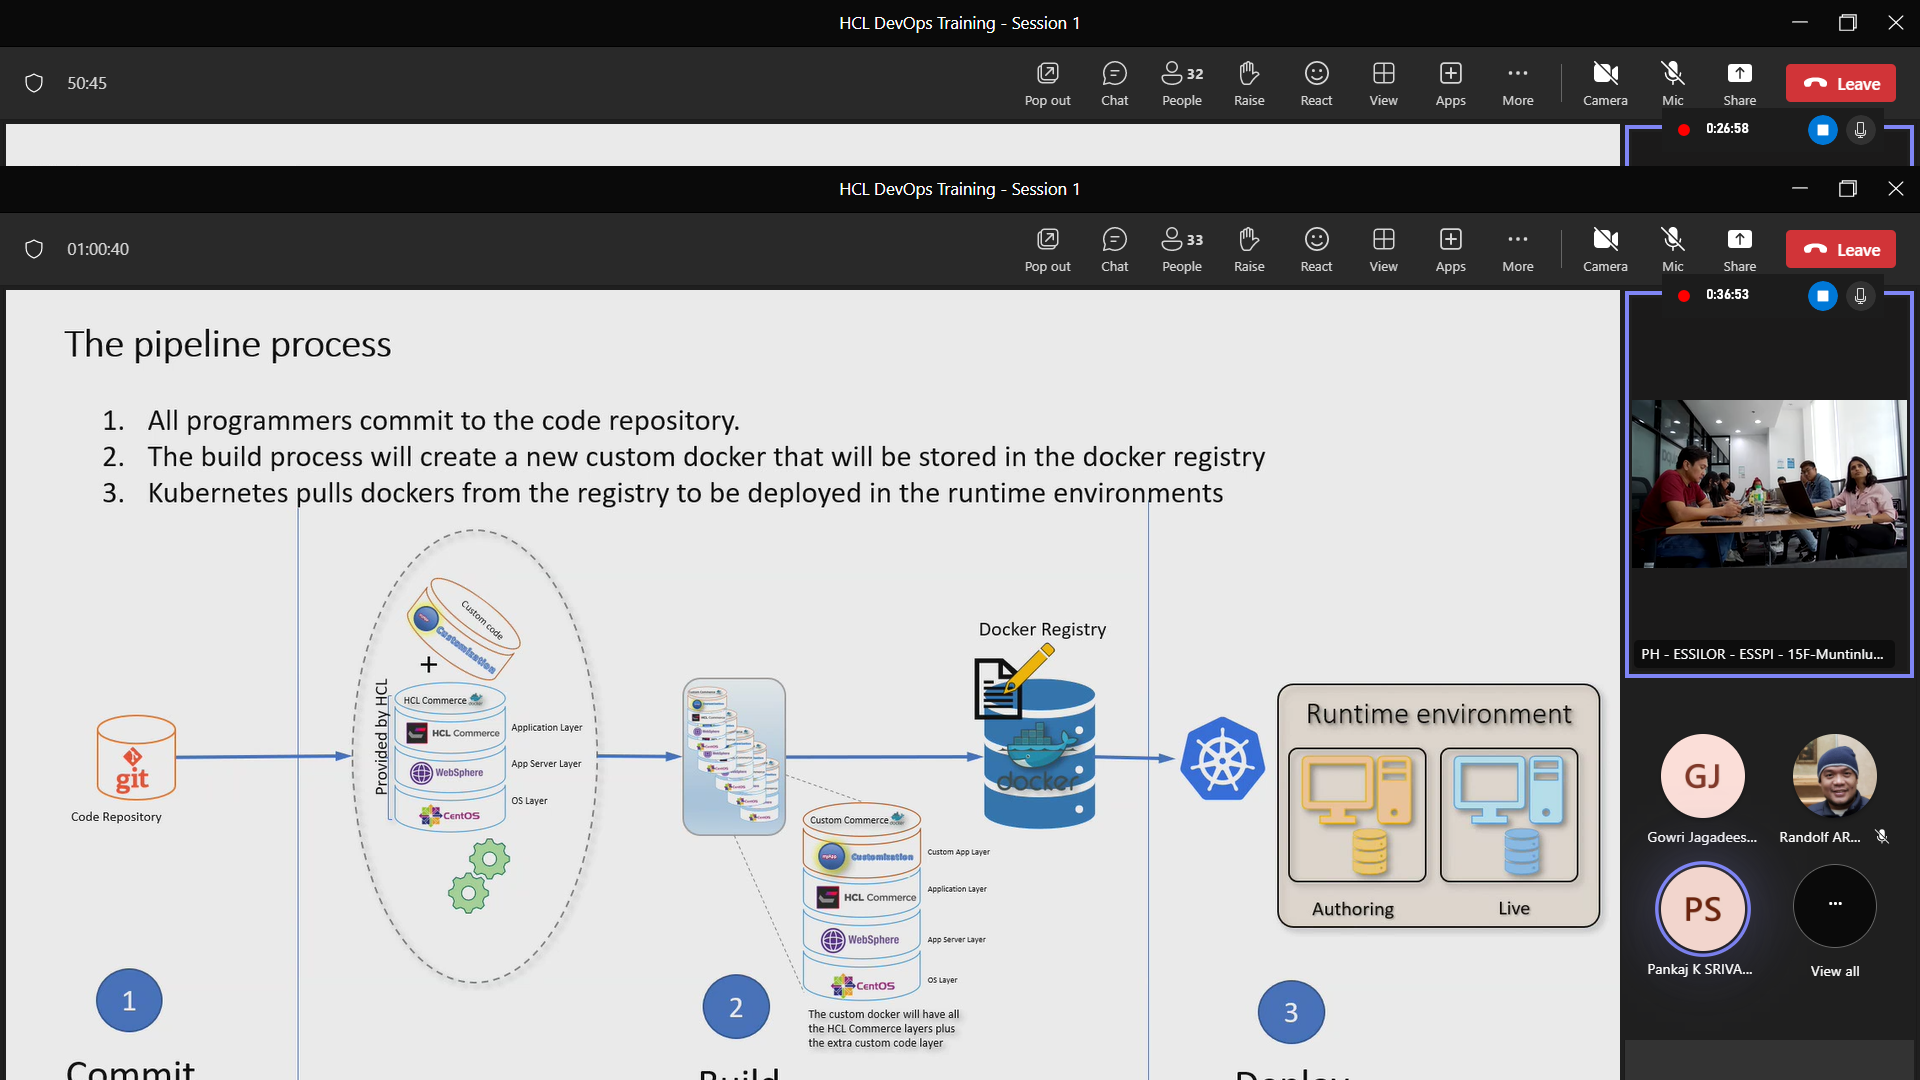 HCL DevOps Training - Session 1
50:45
Pop out
Chat
32
People
Raise
React
View
Apps
More
Camera
Mic
Share
Leave
0:26:58
HCL DevOps Training - Session 1
01:00:40
Pop out
Chat
33
People
Raise
React
View
Apps
More
Camera
Mic
Share
Leave
0:36:53
The pipeline process
1. All programmers commit to the code repository.
2. The build process will create a new custom docker that will be stored in the docker registry
3. Kubernetes pulls dockers from the registry to be deployed in the runtime environments
git
Code Repository
Custom code
Customization
+
Provided by HCL
HCL Commerce
HCL Commerce
Application Layer
WebSphere
App Server Layer
CentOS
OS Layer
Custom Commerce
Customization
Custom App Layer
HCL Commerce
Application Layer
WebSphere
App Server Layer
CentOS
OS Layer
The custom docker will have all
the HCL Commerce layers plus
the extra custom code layer
Docker Registry
docker
Runtime environment
Authoring
Live
1
Commit
2
Build
3
Deploy
PH - ESSILOR - ESSPI - 15F-Muntinlu...
GJ
Gowri Jagadees...
Randolf AR...
PS
Pankaj K SRIVA...
...
View all